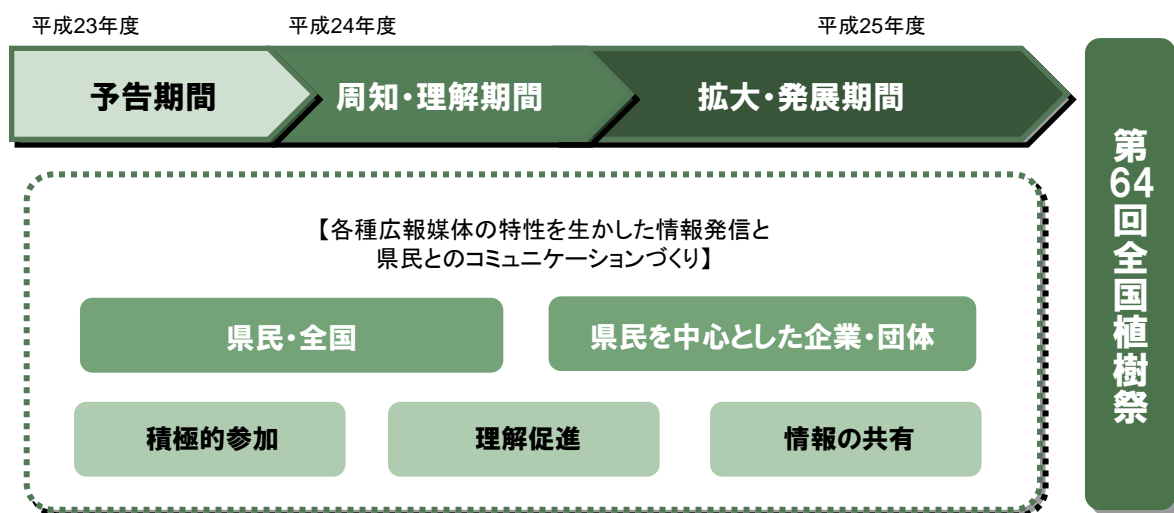 平成23年度
平成24年度
平成25年度
予告期間
周知・理解期間
拡大・発展期間
【各種広報媒体の特性を生かした情報発信と
県民とのコミュニケーションづくり】
県民・全国
県民を中心とした企業・団体
積極的参加
理解促進
情報の共有
第64回全国植樹祭